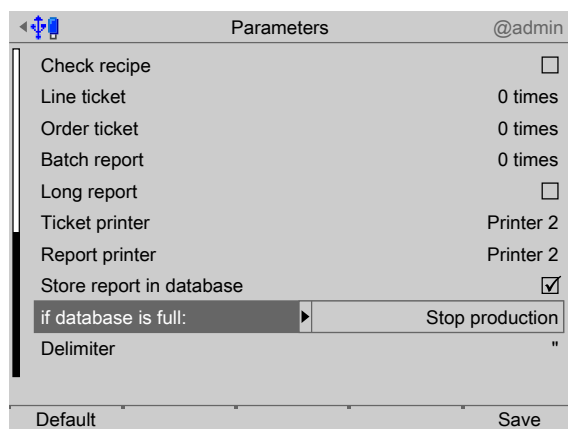 Parameters @admin
Check recipe
Line ticket 0 times
Order ticket 0 times
Batch report 0 times
Long report
Ticket printer Printer 2
Report printer Printer 2
Store report in database
if database is full: Stop production
Delimiter "
Default Save